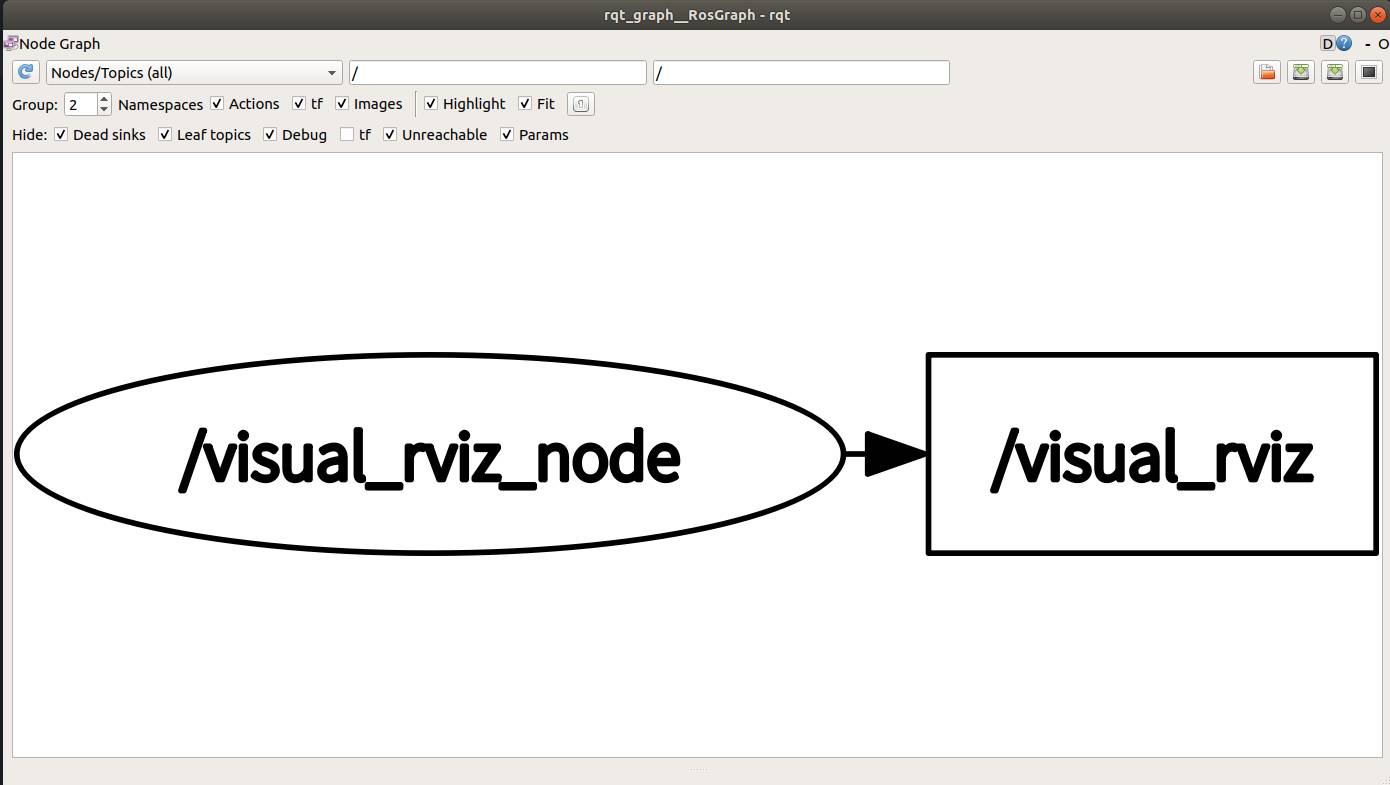 rqt_graph__RosGraph - rqt
Node Graph D ? - O
Nodes/Topics (all) / /
Group: 2 Namespaces Actions tf Images Highlight Fit
Hide: Dead sinks Leaf topics Debug tf Unreachable Params
/visual_rviz_node /visual_rviz